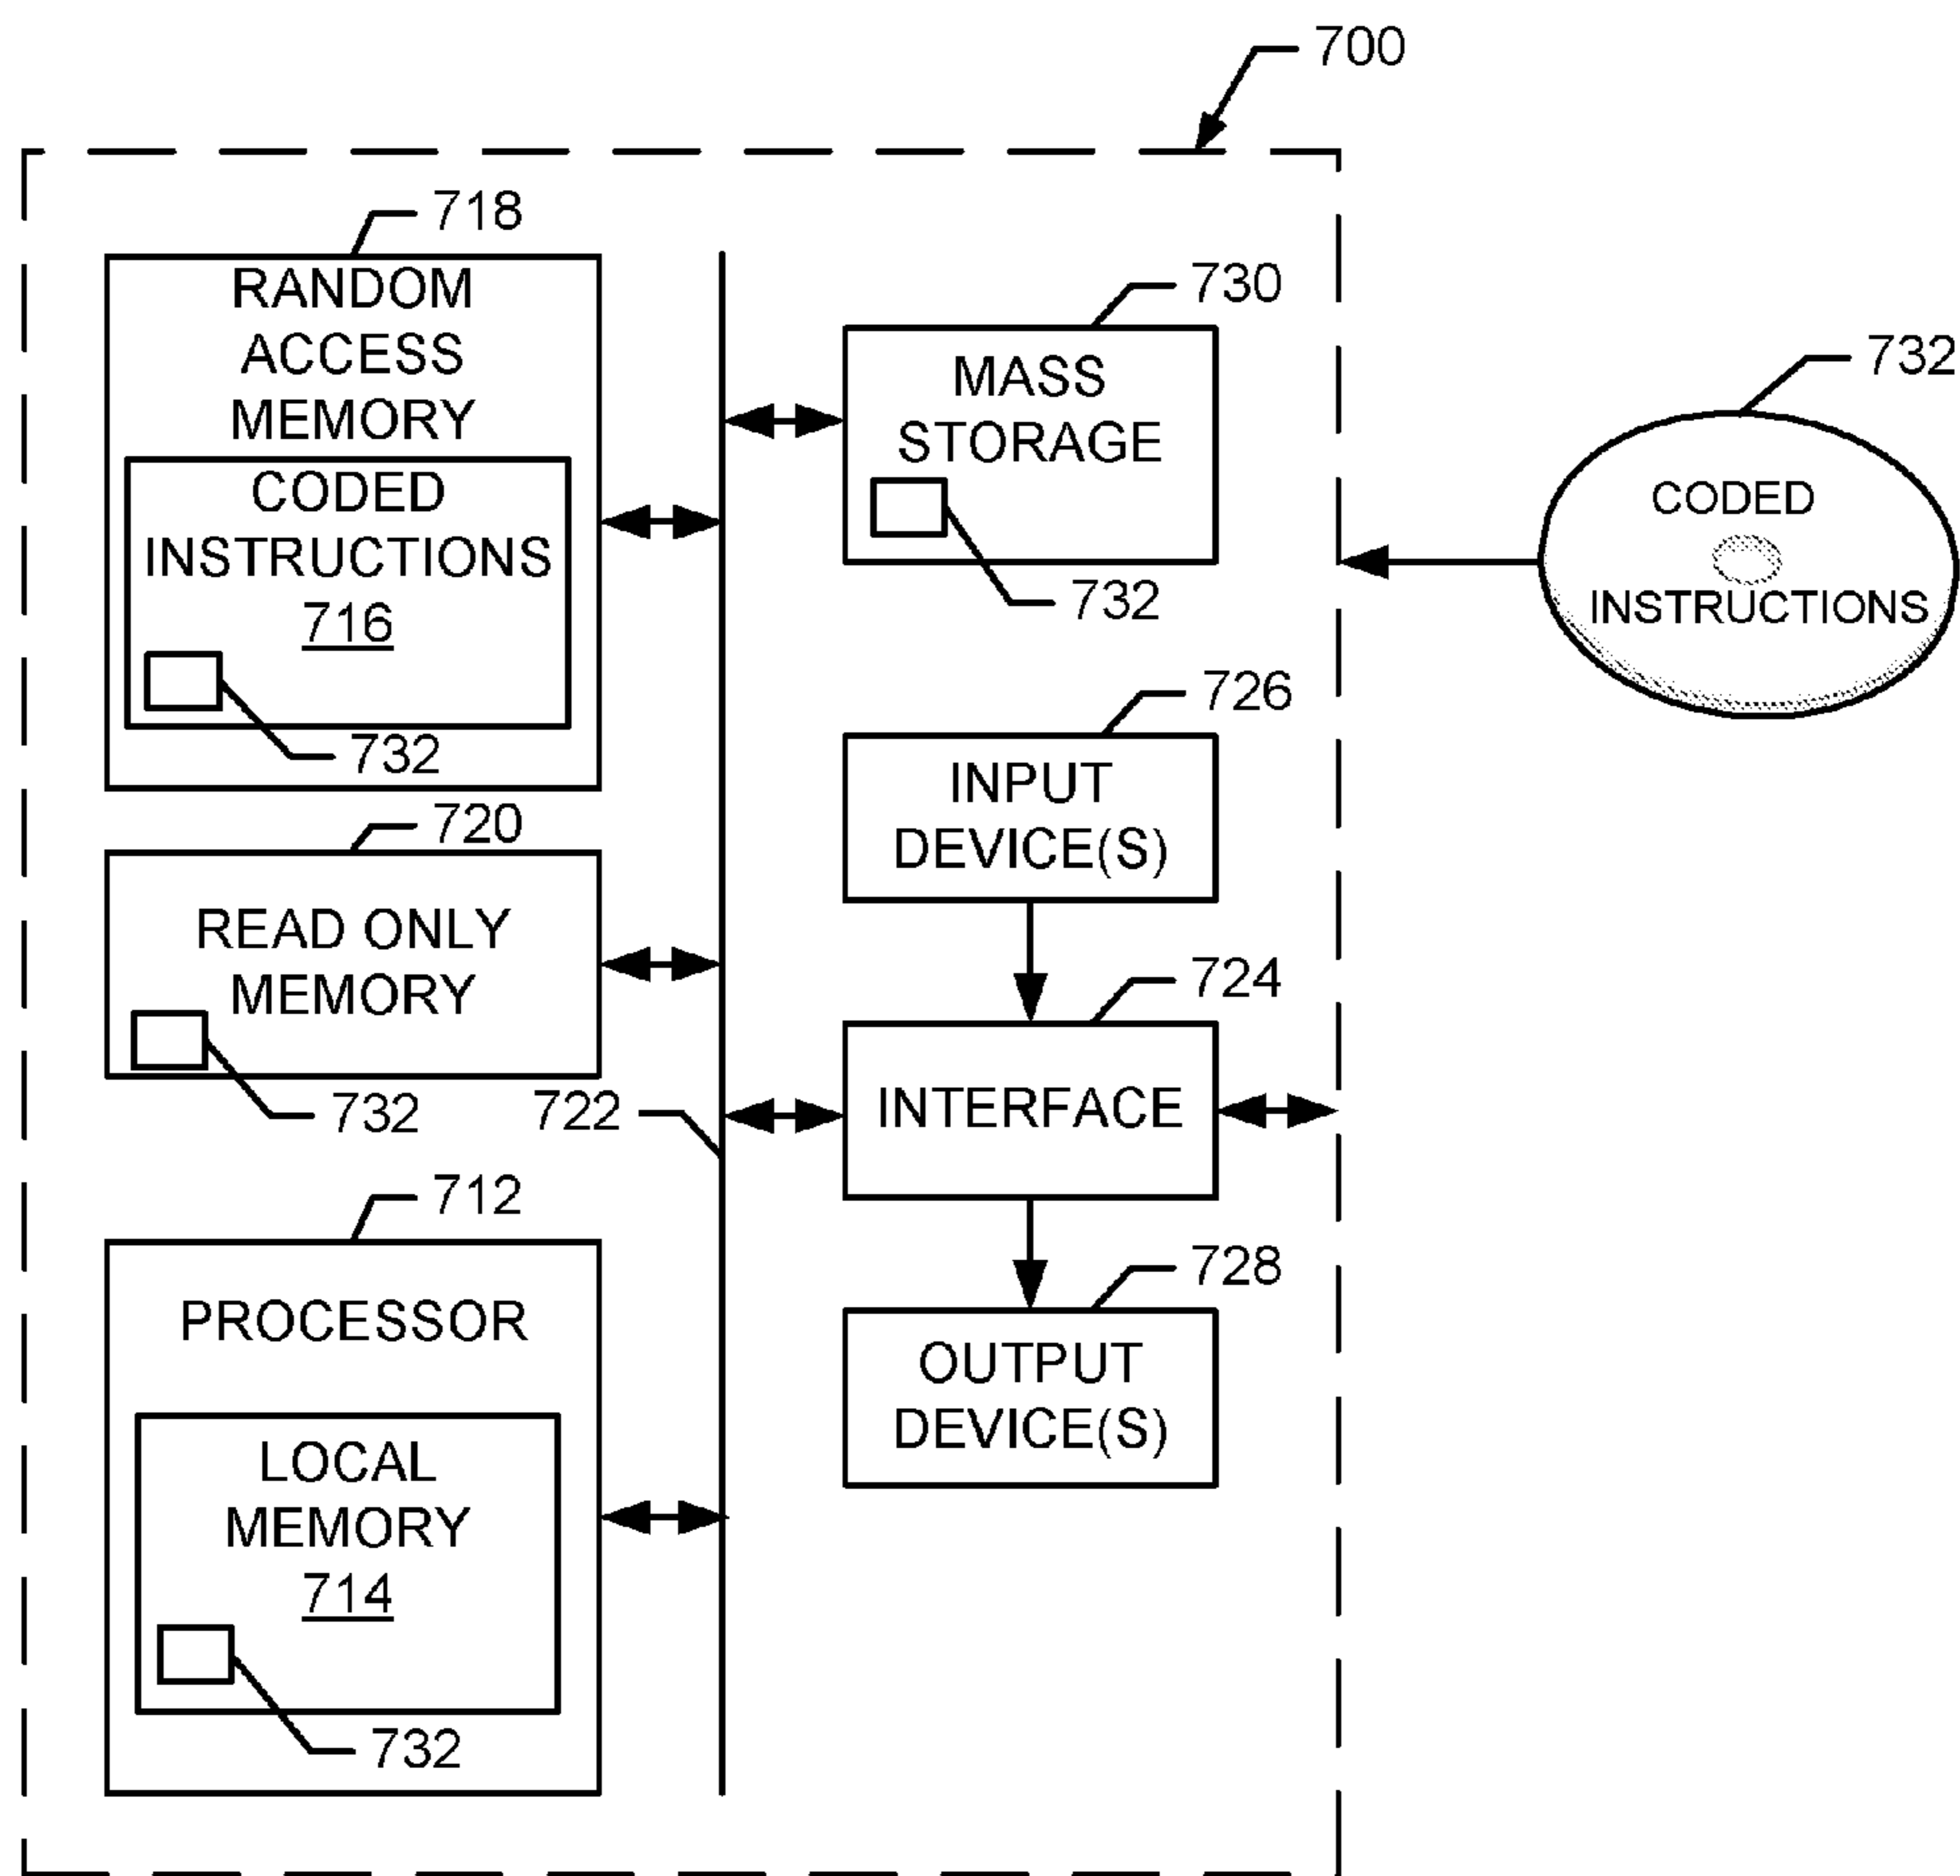 700
718
RANDOM
ACCESS
MEMORY
CODED
INSTRUCTIONS
716
732
730
MASS
STORAGE
732
732
CODED
INSTRUCTIONS
726
INPUT
DEVICE(S)
720
READ ONLY
MEMORY
732
722
724
INTERFACE
712
PROCESSOR
LOCAL
MEMORY
714
732
728
OUTPUT
DEVICE(S)